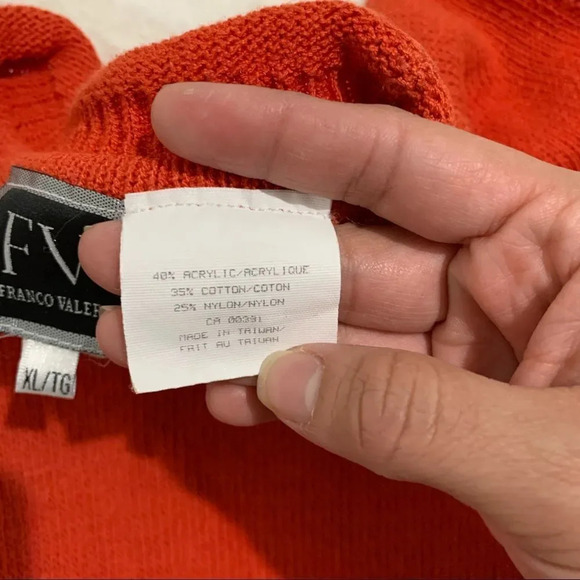 FV
FRANCO VALER
XL/TG
40% ACRYLIC/ACRYLIQUE
35% COTTON/COTON
25% NYLON/NYLON
CA 00391
MADE IN TAIWAN/
FAIT AU TAIWAN